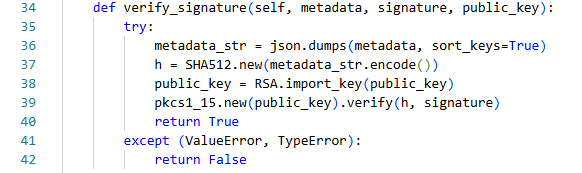 34 def verify_signature(self, metadata, signature, public_key):
35 try:
36 metadata_str = json.dumps(metadata, sort_keys=True)
37 h = SHA512.new(metadata_str.encode())
38 public_key = RSA.import_key(public_key)
39 pkcs1_15.new(public_key).verify(h, signature)
40 return True
41 except (ValueError, TypeError):
42 return False